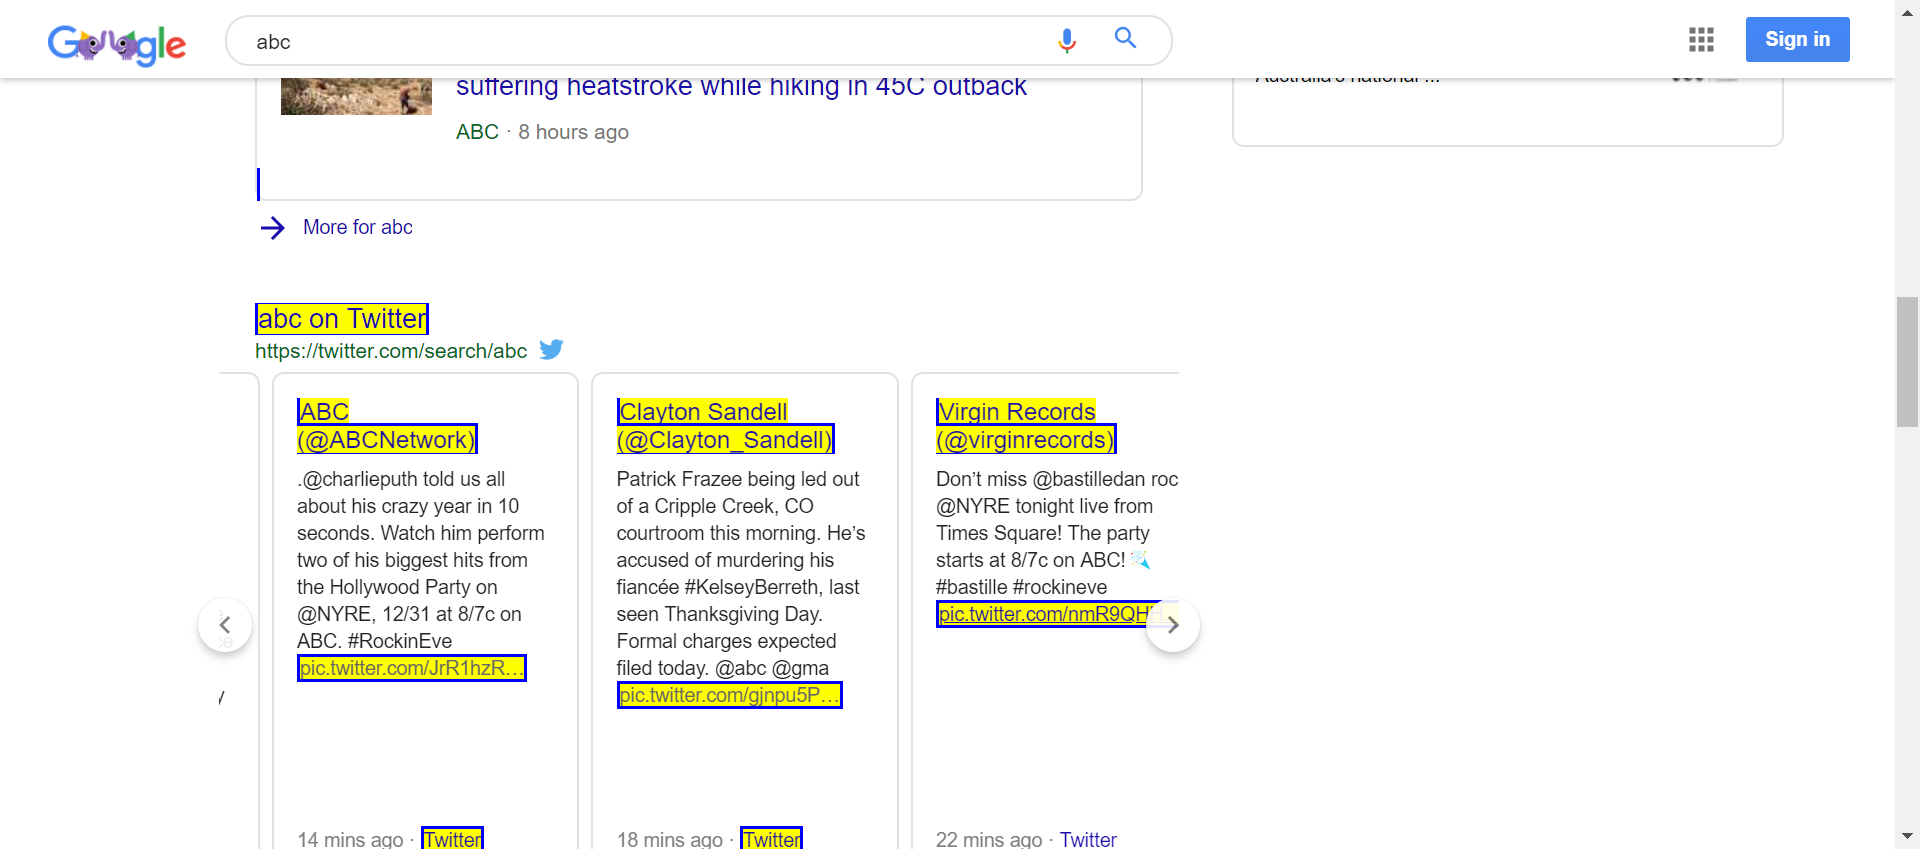 Google
abc
Sign in
suffering heatstroke while hiking in 45C outback
Australia's national ...
ABC · 8 hours ago
More for abc
abc on Twitter
https://twitter.com/search/abc
ABC
(@ABCNetwork)
.@charlieputh told us all
about his crazy year in 10
seconds. Watch him perform
two of his biggest hits from
the Hollywood Party on
@NYRE, 12/31 at 8/7c on
ABC. #RockinEve
pic.twitter.com/JrR1hzR…
14 mins ago · Twitter
Clayton Sandell
(@Clayton_Sandell)
Patrick Frazee being led out
of a Cripple Creek, CO
courtroom this morning. He’s
accused of murdering his
fiancée #KelseyBerreth, last
seen Thanksgiving Day.
Formal charges expected
filed today. @abc @gma
pic.twitter.com/gjnpu5P…
18 mins ago · Twitter
Virgin Records
(@virginrecords)
Don’t miss @bastilledan roc
@NYRE tonight live from
Times Square! The party
starts at 8/7c on ABC!
#bastille #rockineve
pic.twitter.com/nmR9QH
22 mins ago · Twitter